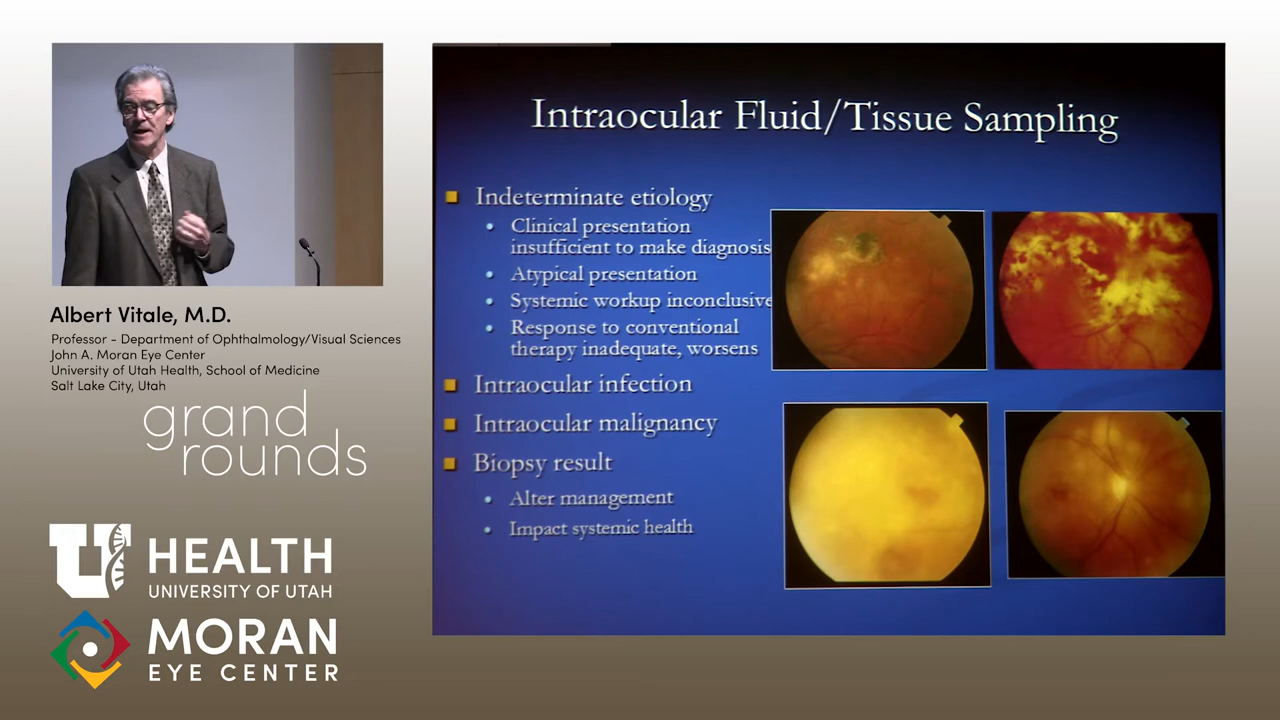 Albert Vitale, M.D.
Professor – Department of Ophthalmology/Visual Sciences
John A. Moran Eye Center
University of Utah Health, School of Medicine
Salt Lake City, Utah
grand
rounds
U
HEALTH
UNIVERSITY OF UTAH
MORAN
EYE CENTER
Intraocular Fluid/Tissue Sampling
Indeterminate etiology
Clinical presentation
insufficient to make diagnosis
Atypical presentation
Systemic workup inconclusive
Response to conventional
therapy inadequate, worsens
Intraocular infection
Intraocular malignancy
Biopsy result
Alter management
Impact systemic health